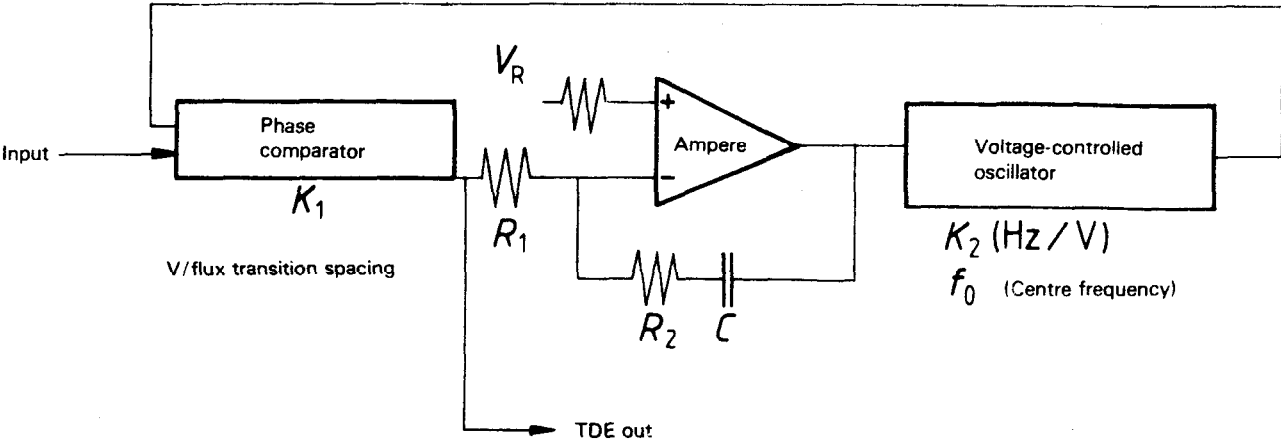 V_R
+
Ampere
−
Input
Phase
comparator
K_1
R_1
Voltage-controlled
oscillator
K_2 (Hz / V)
f_0 (Centre frequency)
V/flux transition spacing
R_2
C
TDE out